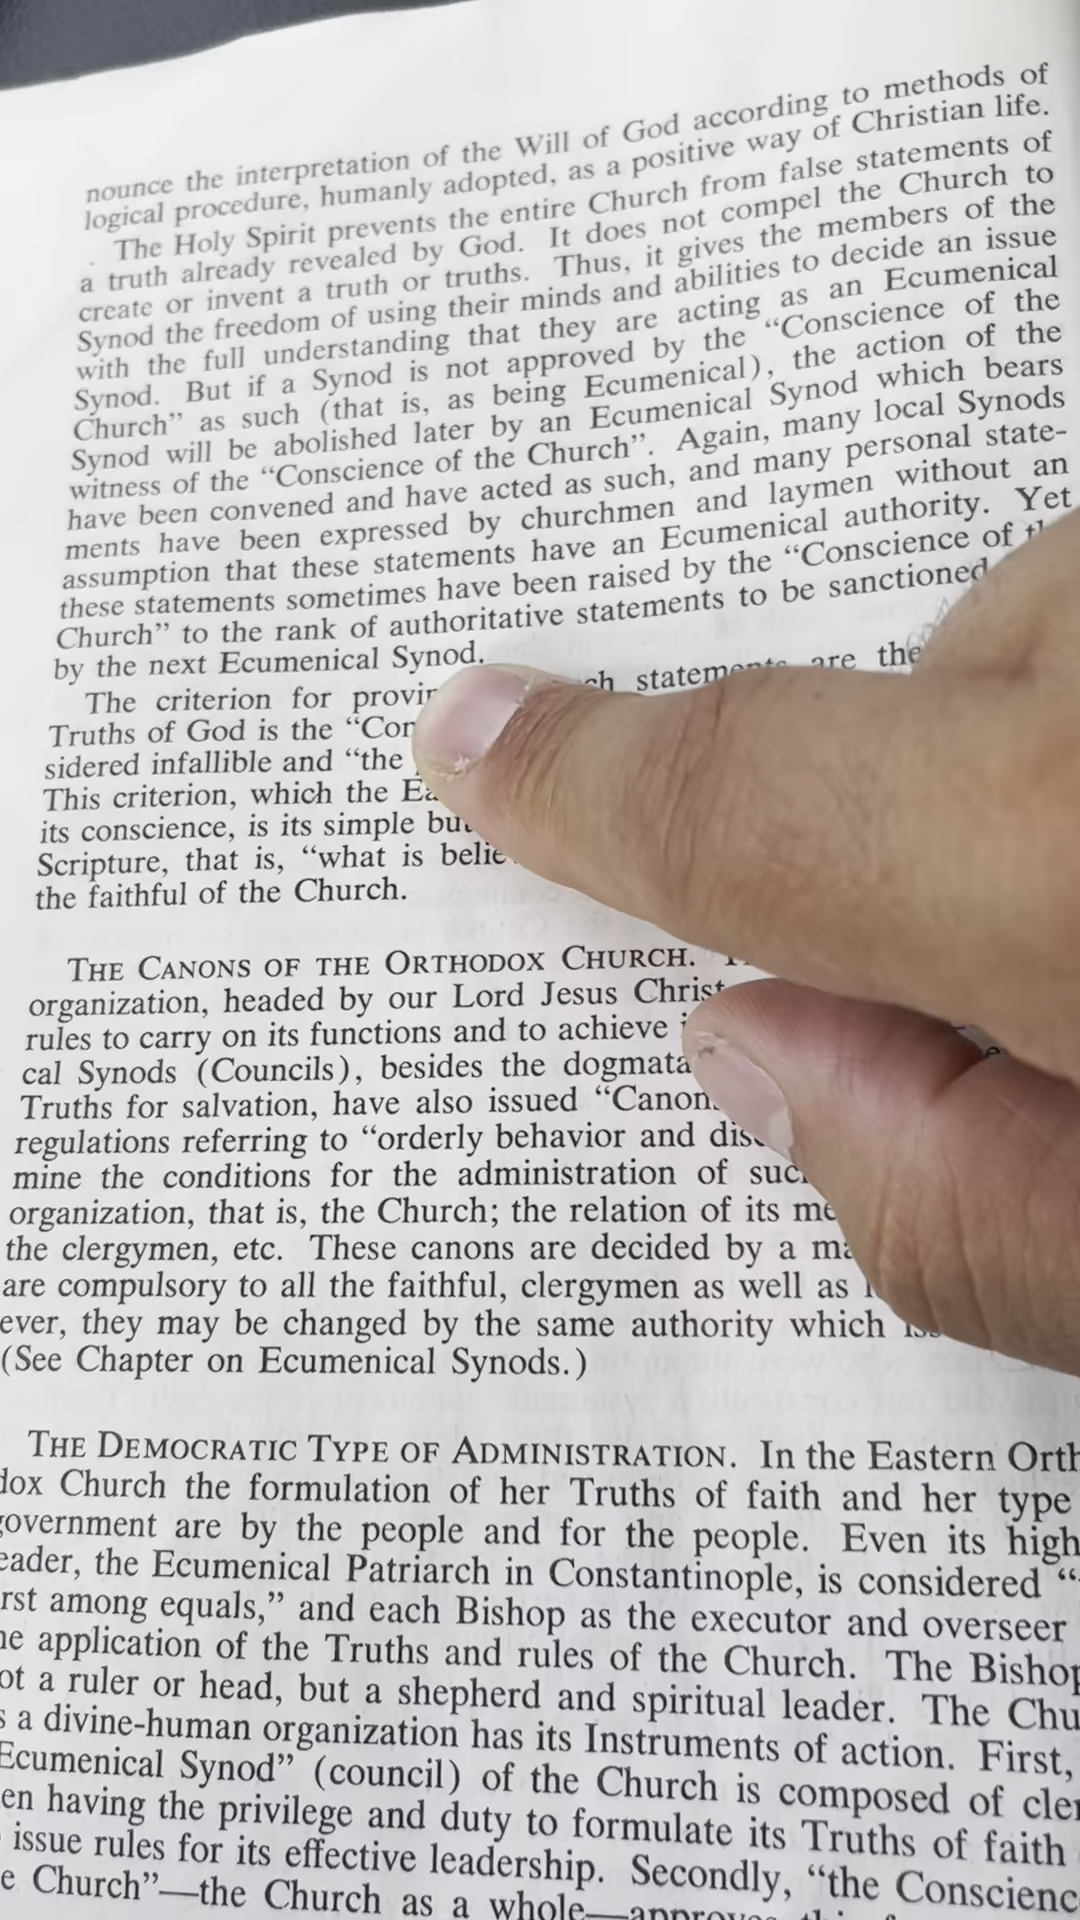 nounce the interpretation of the Will of God according to methods of
logical procedure, humanly adopted, as a positive way of Christian life.
The Holy Spirit prevents the entire Church from false statements of
a truth already revealed by God. It does not compel the Church to
create or invent a truth or truths. Thus, it gives the members of the
Synod the freedom of using their minds and abilities to decide an issue
with the full understanding that they are acting as an Ecumenical
Synod. But if a Synod is not approved by the "Conscience of the
Church" as such (that is, as being Ecumenical), the action of the
Synod will be abolished later by an Ecumenical Synod which bears
witness of the "Conscience of the Church". Again, many local Synods
have been convened and have acted as such, and many personal state-
ments have been expressed by churchmen and laymen without an
assumption that these statements have an Ecumenical authority. Yet
these statements sometimes have been raised by the "Conscience of
Church" to the rank of authoritative statements to be sanctioned
by the next Ecumenical Synod.
The criterion for statements are the
Truths of God is the
sidered infallible and "the
This criterion, which the
its conscience, is its simple
Scripture, that is, "what is
the faithful of the Church.
THE CANONS OF THE ORTHODOX CHURCH.
organization, headed by our Lord Jesus Christ
rules to carry on its functions and to achieve
cal Synods (Councils), besides the dogmata
Truths for salvation, have also issued
regulations referring to "orderly behavior and
mine the conditions for the administration of
organization, that is, the Church; the relation of its
the clergymen, etc. These canons are decided by a
are compulsory to all the faithful, clergymen as well as
ever, they may be changed by the same authority which
(See Chapter on Ecumenical Synods.)
THE DEMOCRATIC TYPE OF ADMINISTRATION. In the Eastern Orth
dox Church the formulation of her Truths of faith and her type
government are by the people and for the people. Even its high
eader, the Ecumenical Patriarch in Constantinople, is considered "
rst among equals," and each Bishop as the executor and overseer
he application of the Truths and rules of the Church. The Bishop
ot a ruler or head, but a shepherd and spiritual leader. The Chu
s a divine-human organization has its Instruments of action. First,
Ecumenical Synod" (council) of the Church is composed of cler
en having the privilege and duty to formulate its Truths of faith
issue rules for its effective leadership. Secondly, "the Conscienc
e Church"—the Church as a whole—approves